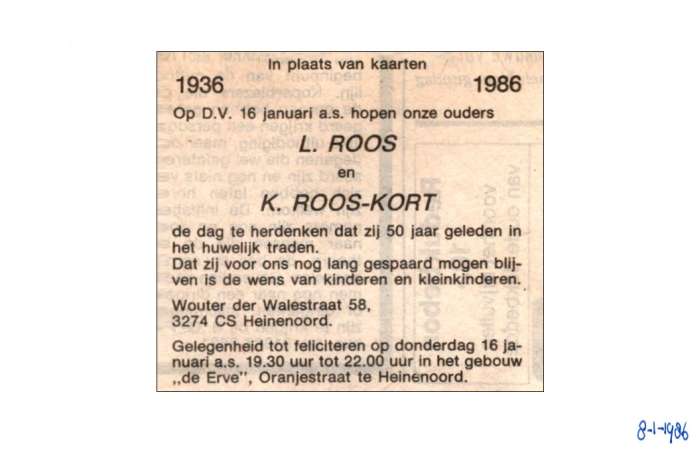 In plaats van kaarten
1936 1986
Op D.V. 16 januari a.s. hopen onze ouders
L. ROOS
en
K. ROOS-KORT
de dag te herdenken dat zij 50 jaar geleden in
het huwelijk traden.
Dat zij voor ons nog lang gespaard mogen blij-
ven is de wens van kinderen en kleinkinderen.
Wouter der Walestraat 58,
3274 CS Heinenoord.
Gelegenheid tot feliciteren op donderdag 16 ja-
nuari a.s. 19.30 uur tot 22.00 uur in het gebouw
„de Erve”, Oranjestraat te Heinenoord.
8-1-1986